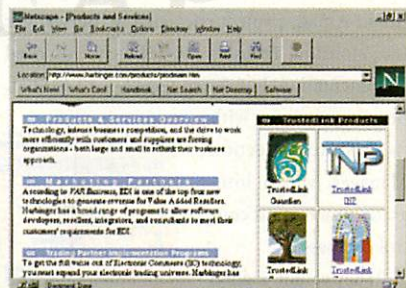 Netscape - [Products and Services]
File Edit View Go Bookmarks Options Directory Window Help
Back Home Reload Open Print Find
Location: http://www.harbinger.com/products/prodmain.htm
What's New! What's Cool! Handbook Net Search Net Directory Software
N
Products & Services Overview
Technology, intense business competition, and the drive to work
more efficiently with customers and suppliers are forcing
organizations - both large and small to rethink their business
approach.
Marketing Partners
According to VAR Business, EDI is one of the top four new
technologies to generate revenue for Value Added Resellers.
Harbinger has a broad range of programs to allow software
developers, resellers, integrators, and consultants to meet their
customers' requirements for EDI.
Trading Partner Implementation Programs
To get the full value out of Electronic Commerce (EC) technology,
you must expand your electronic trading universe. Harbinger has
TrustedLink Products
TrustedLink
Guardian
INP
TrustedLink
INP
TrustedLink
TrustedLink
Document Done